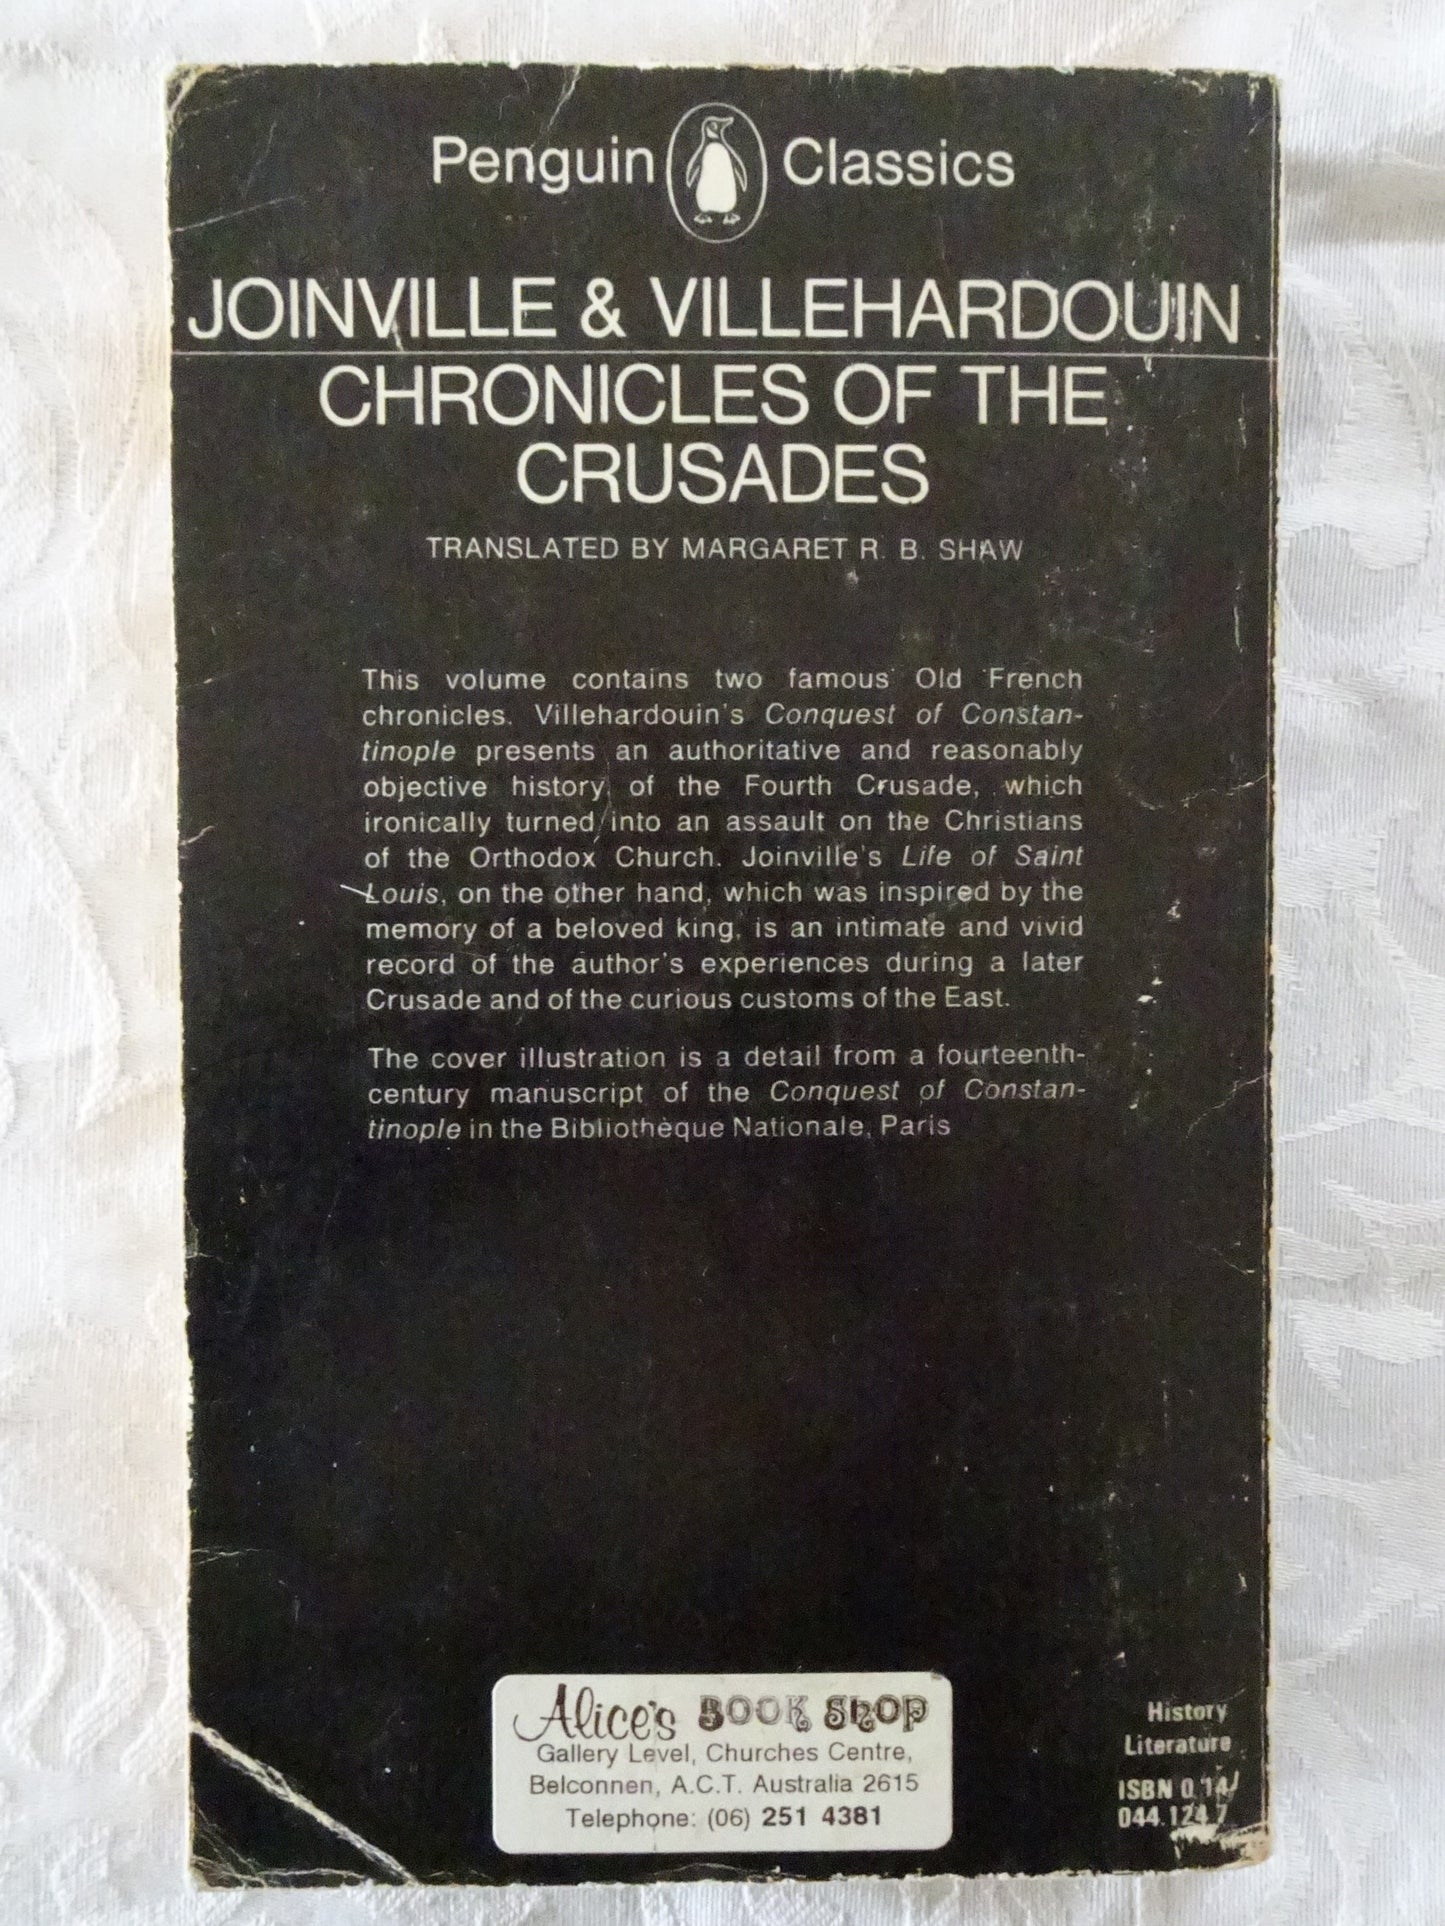 Penguin Classics
JOINVILLE & VILLEHARDOUIN
CHRONICLES OF THE
CRUSADES
TRANSLATED BY MARGARET R. B. SHAW
This volume contains two famous Old French
chronicles. Villehardouin's Conquest of Constan-
tinople presents an authoritative and reasonably
objective history of the Fourth Crusade, which
ironically turned into an assault on the Christians
of the Orthodox Church. Joinville's Life of Saint
Louis, on the other hand, which was inspired by the
memory of a beloved king, is an intimate and vivid
record of the author's experiences during a later
Crusade and of the curious customs of the East.
The cover illustration is a detail from a fourteenth-
century manuscript of the Conquest of Constan-
tinople in the Bibliothèque Nationale, Paris
Alice's BOOK SHOP
Gallery Level, Churches Centre,
Belconnen, A.C.T. Australia 2615
Telephone: (06) 251 4381
History
Literature
ISBN 0 14
044.124 7